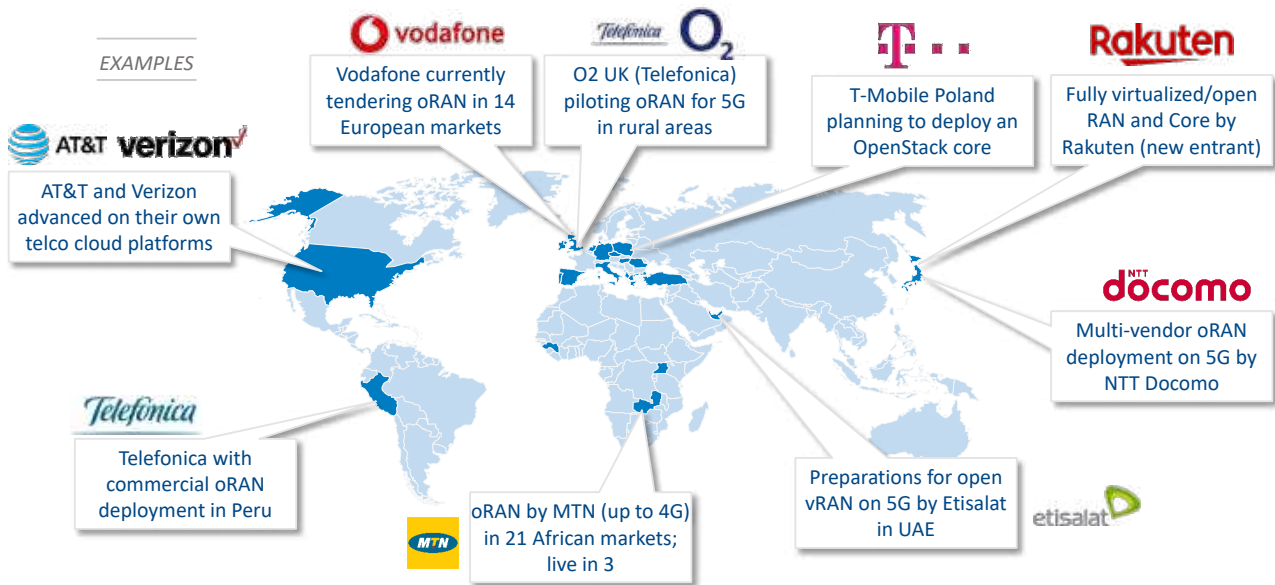 EXAMPLES
vodafone
Vodafone currently
tendering oRAN in 14
European markets
Telefónica O2
O2 UK (Telefonica)
piloting oRAN for 5G
in rural areas
T
T-Mobile Poland
planning to deploy an
OpenStack core
Rakuten
Fully virtualized/open
RAN and Core by
Rakuten (new entrant)
AT&T verizon
AT&T and Verizon
advanced on their own
telco cloud platforms
NTT
docomo
Multi-vendor oRAN
deployment on 5G by
NTT Docomo
Telefónica
Telefonica with
commercial oRAN
deployment in Peru
MTN
oRAN by MTN (up to 4G)
in 21 African markets;
live in 3
Preparations for open
vRAN on 5G by Etisalat
in UAE
etisalat